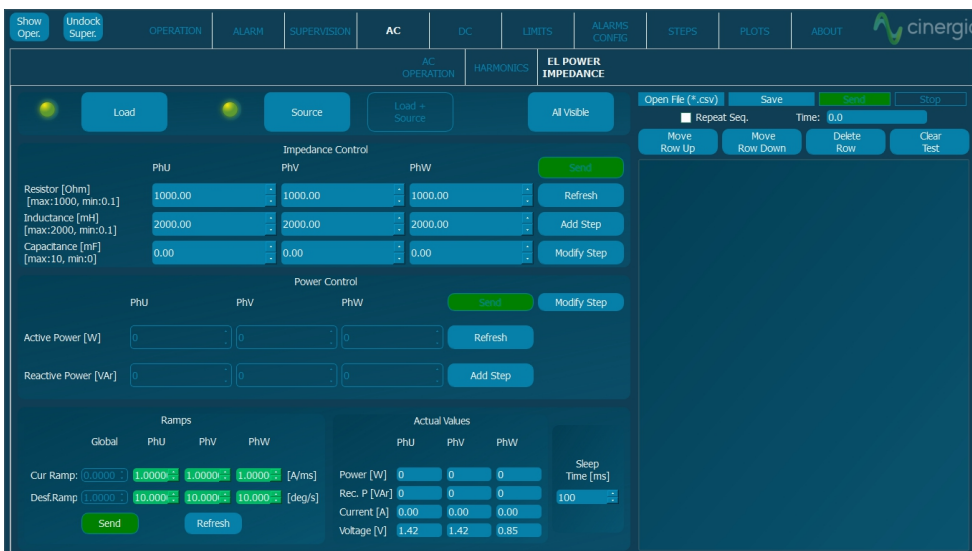 Show Oper.
Undock Super.
OPERATION
ALARM
SUPERVISION
AC
DC
LIMITS
ALARMS CONFIG
STEPS
PLOTS
ABOUT
cinergi
AC OPERATION
HARMONICS
EL POWER IMPEDANCE
Load
Source
Load + Source
All Visible
Open File (*.csv)
Save
Send
Stop
Repeat Seq.
Time: 0.0
Move Row Up
Move Row Down
Delete Row
Clear Test
Impedance Control
PhU PhV PhW
Send
Resistor [Ohm]
[max:1000, min:0.1]
1000.00 1000.00 1000.00
Refresh
Inductance [mH]
[max:2000, min:0.1]
2000.00 2000.00 2000.00
Add Step
Capacitance [mF]
[max:10, min:0]
0.00 0.00 0.00
Modify Step
Power Control
PhU PhV PhW
Send
Modify Step
Active Power [W] 0 0 0
Refresh
Reactive Power [VAr] 0 0 0
Add Step
Ramps
Global PhU PhV PhW
Cur Ramp: 0.0000 1.0000 1.0000 1.0000 [A/ms]
Desf.Ramp 1.0000 10.000 10.000 10.000 [deg/s]
Send
Refresh
Actual Values
PhU PhV PhW
Power [W] 0 0 0
Rec. P [VAr] 0 0 0
Current [A] 0.00 0.00 0.00
Voltage [V] 1.42 1.42 0.85
Sleep
Time [ms]
100